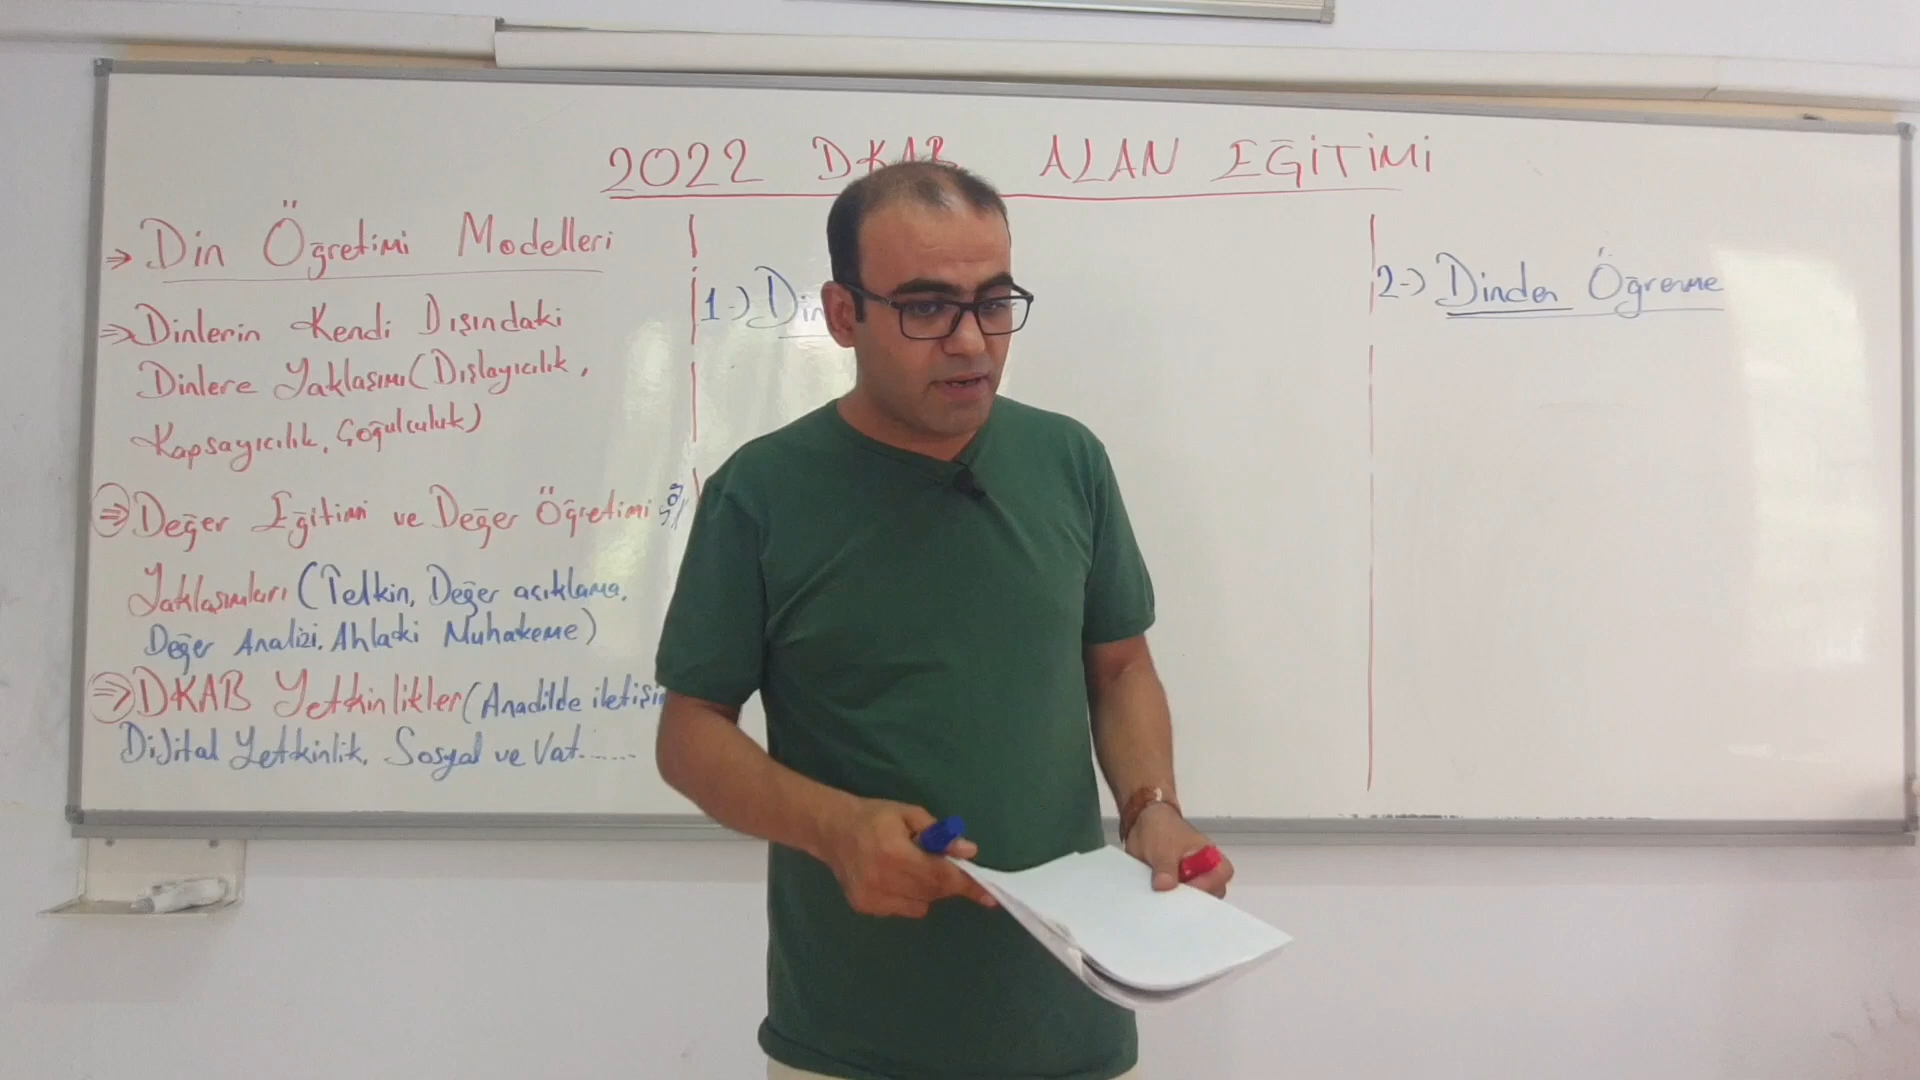 2022 DKAB ALAN EĞİTİMİ
⇒ Din Öğretimi Modelleri
⇒ Dinlerin Kendi Dışındaki
Dinlere Yaklaşımı (Dışlayıcılık,
Kapsayıcılık, Çoğulculuk)
⇒ Değer Eğitimi ve Değer Öğretimi
Yaklaşımları (Telkin, Değer açıklama,
Değer Analizi, Ahlaki Muhakeme)
⇒ DKAB Yetkinlikler (Anadilde iletişi
Dijital Yetkinlik, Sosyal ve Vat.......
1-) Din
2-) Dinden Öğrenme